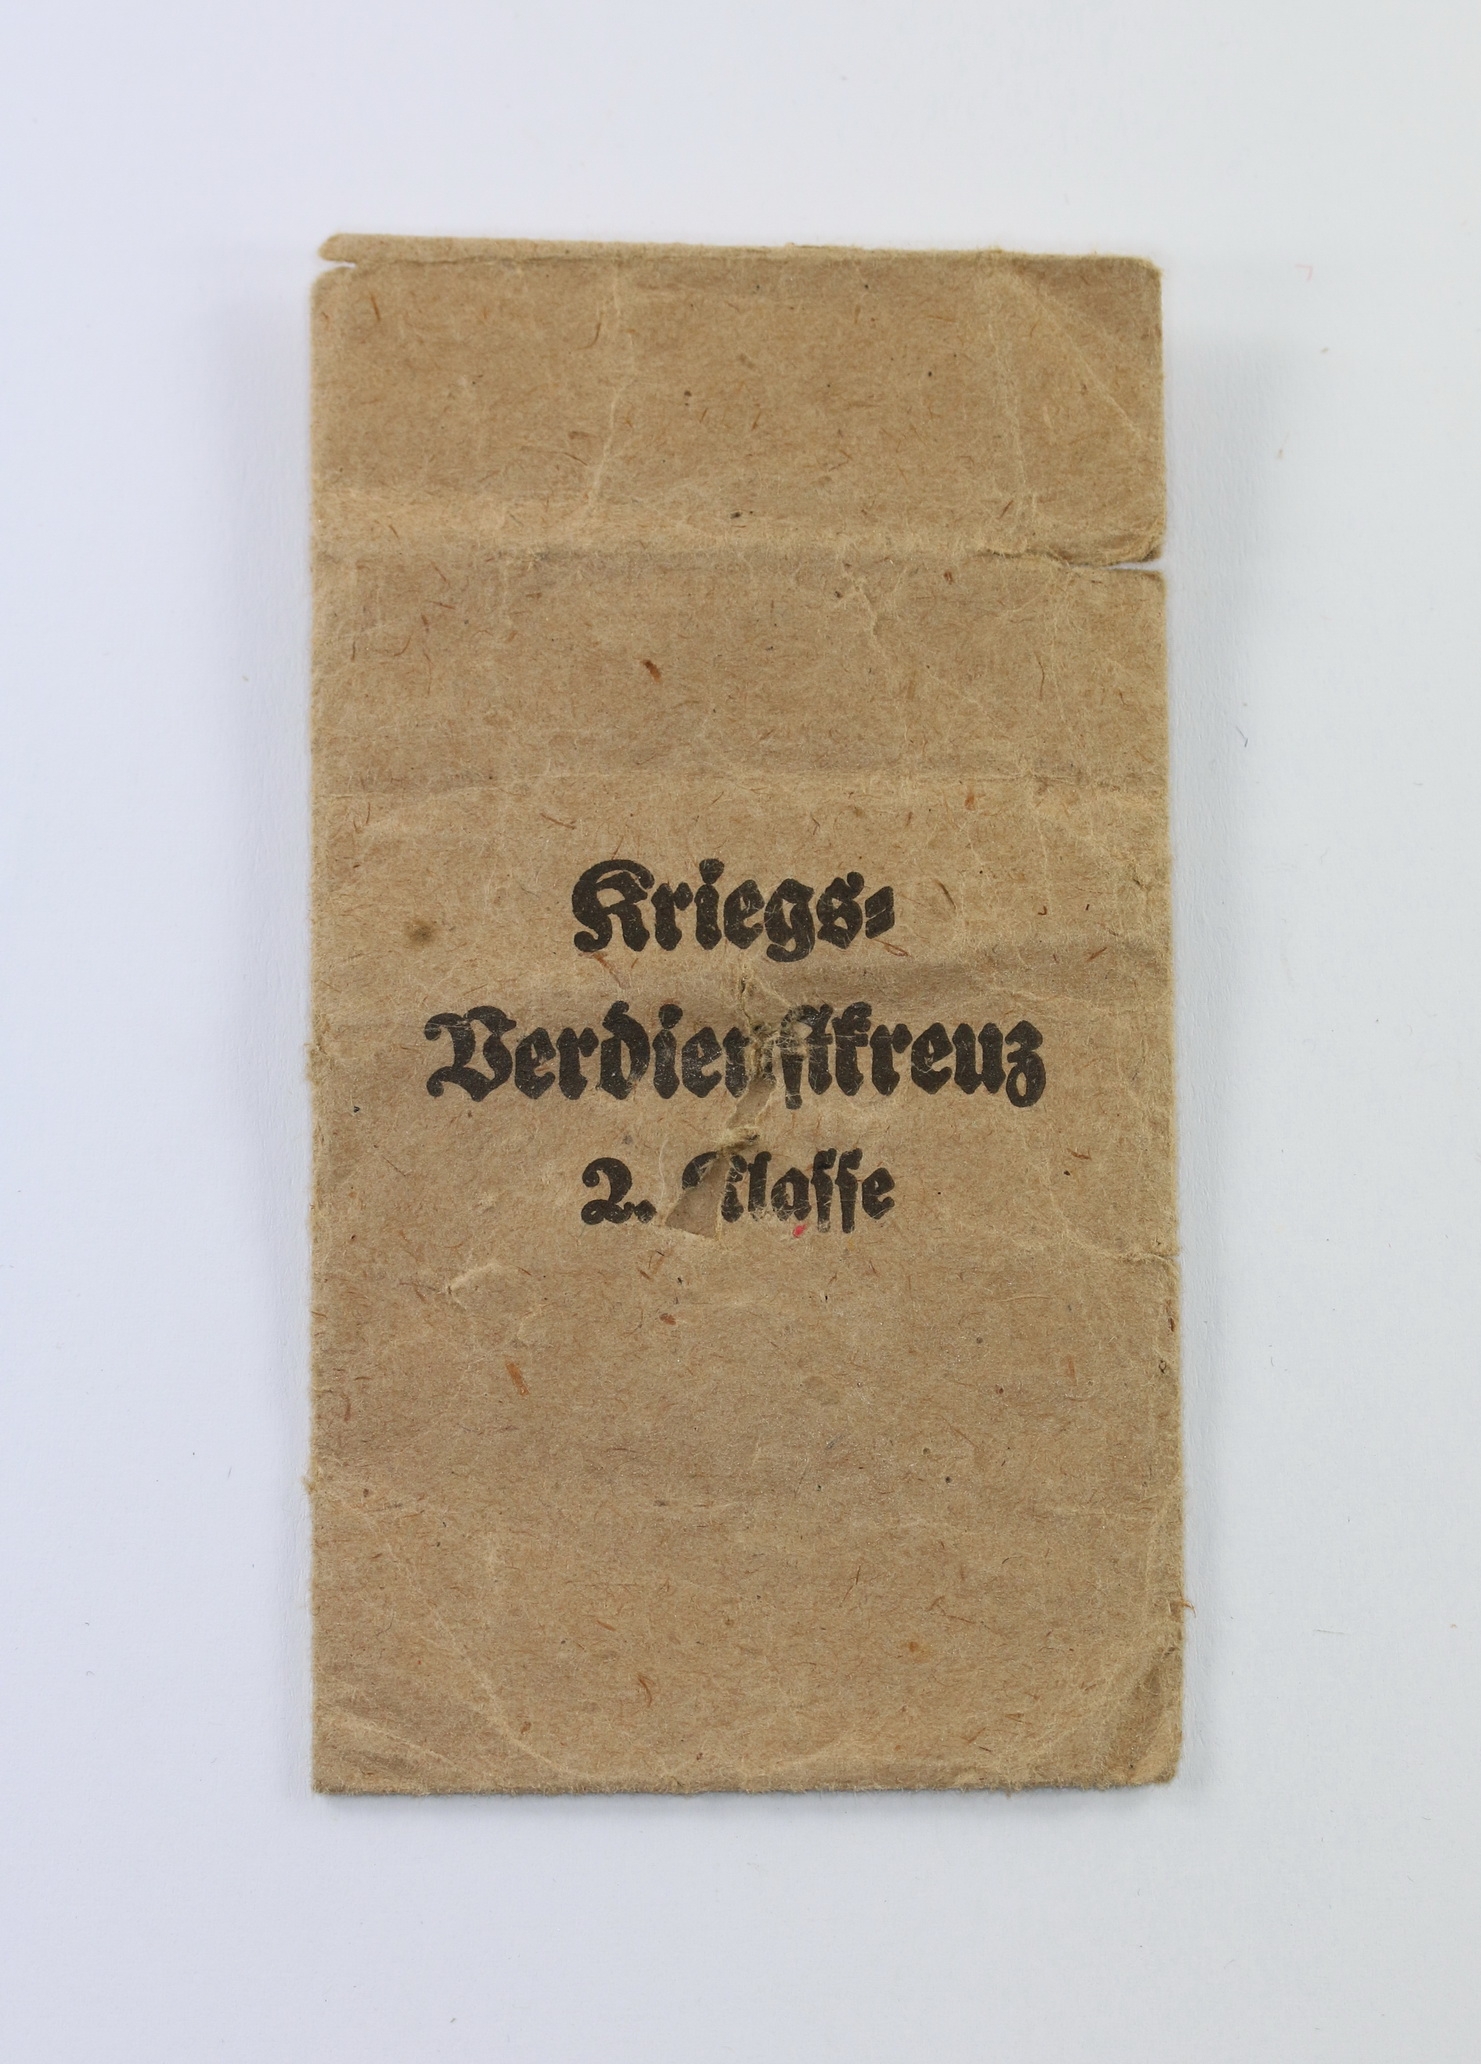 Kriegs-
Verdienstkreuz
2. Klasse